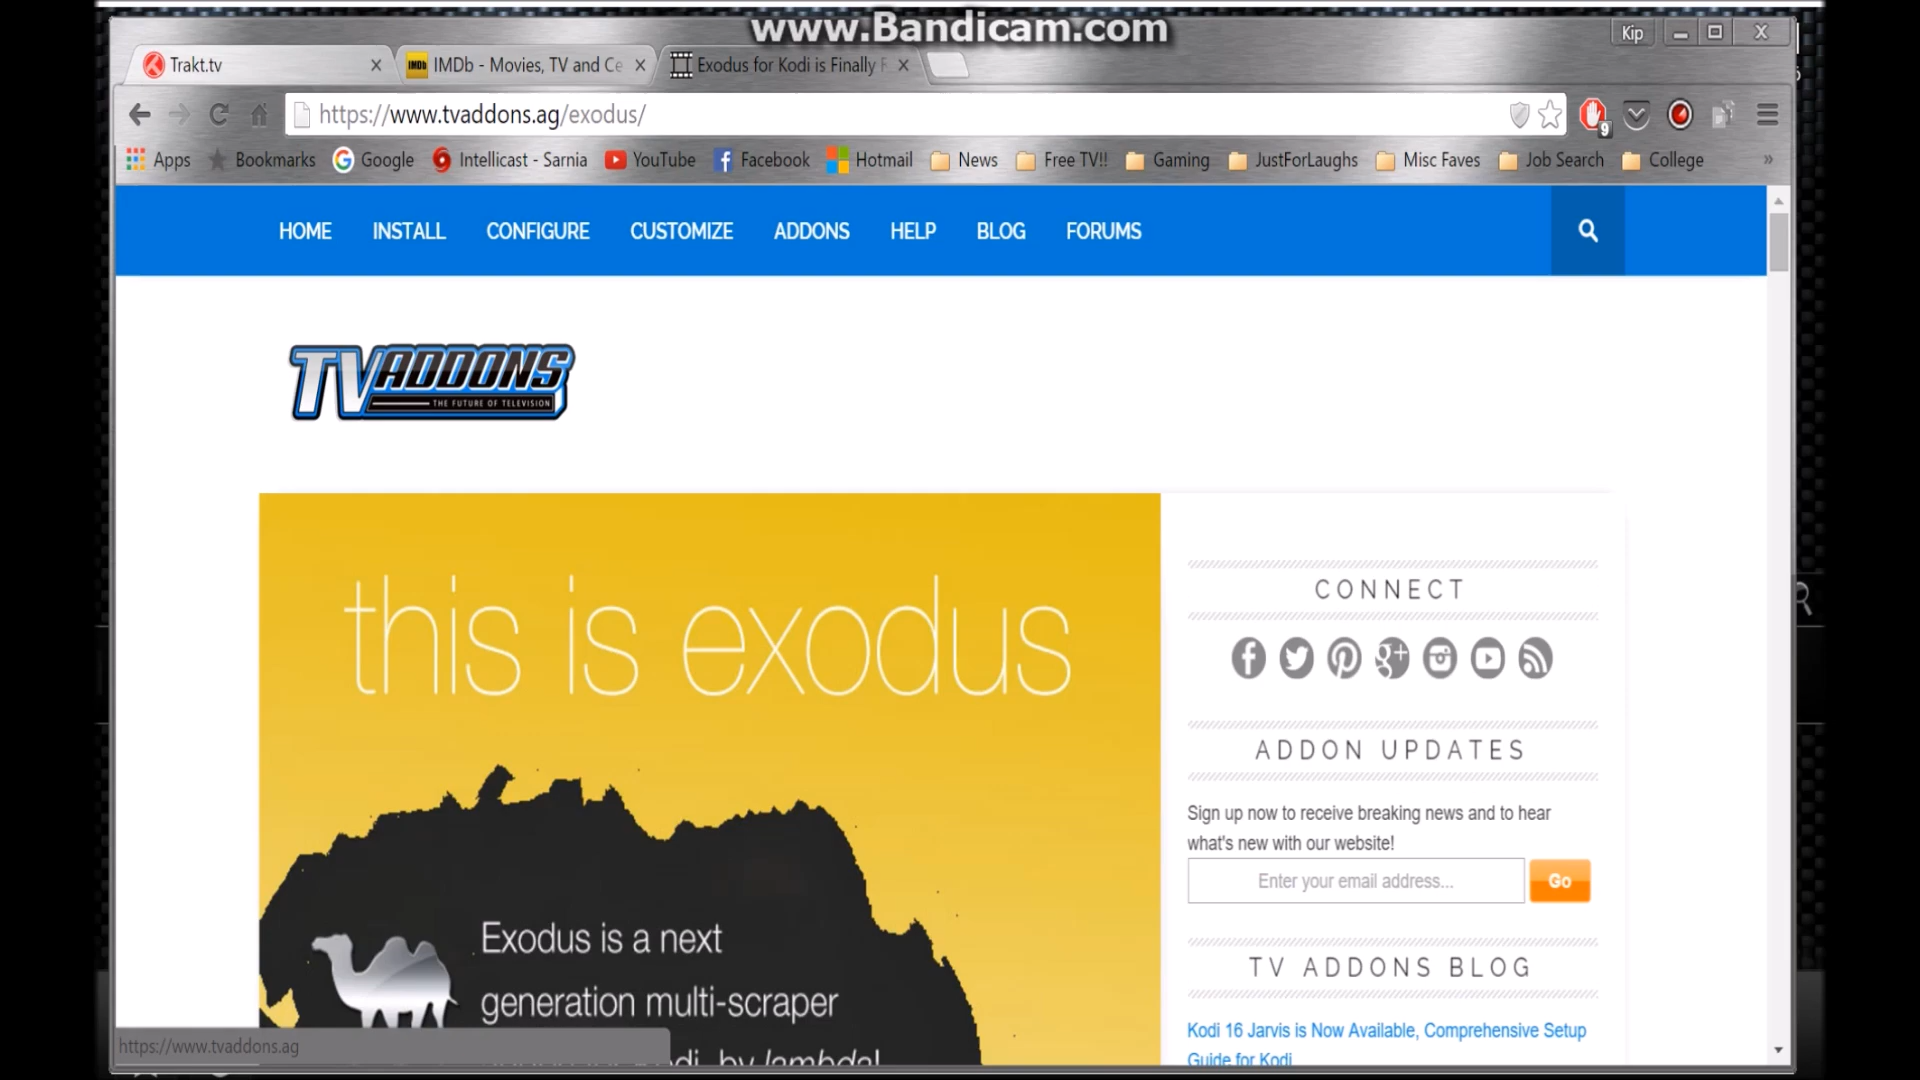 www.Bandicam.com
Kip
Trakt.tv
IMDb - Movies, TV and Ce
Exodus for Kodi is Finally R
https://www.tvaddons.ag/exodus/
9
Apps
Bookmarks
Google
Intellicast - Sarnia
YouTube
Facebook
Hotmail
News
Free TV!!
Gaming
JustForLaughs
Misc Faves
Job Search
College
»
HOME
INSTALL
CONFIGURE
CUSTOMIZE
ADDONS
HELP
BLOG
FORUMS
TVADDONS
THE FUTURE OF TELEVISION
this is exodus
Exodus is a next
generation multi-scraper
by lambda!
CONNECT
ADDON UPDATES
Sign up now to receive breaking news and to hear
what's new with our website!
Enter your email address...
Go
TV ADDONS BLOG
Kodi 16 Jarvis is Now Available, Comprehensive Setup
Guide for Kodi
https://www.tvaddons.ag